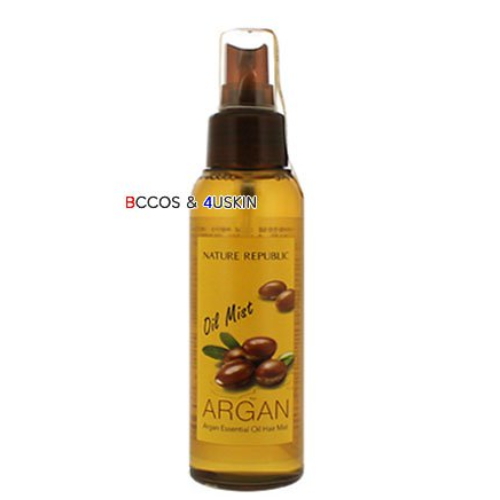 BCCOS & 4USKIN
NATURE REPUBLIC
Oil Mist
ARGAN
Argan Essential Oil Hair Mist